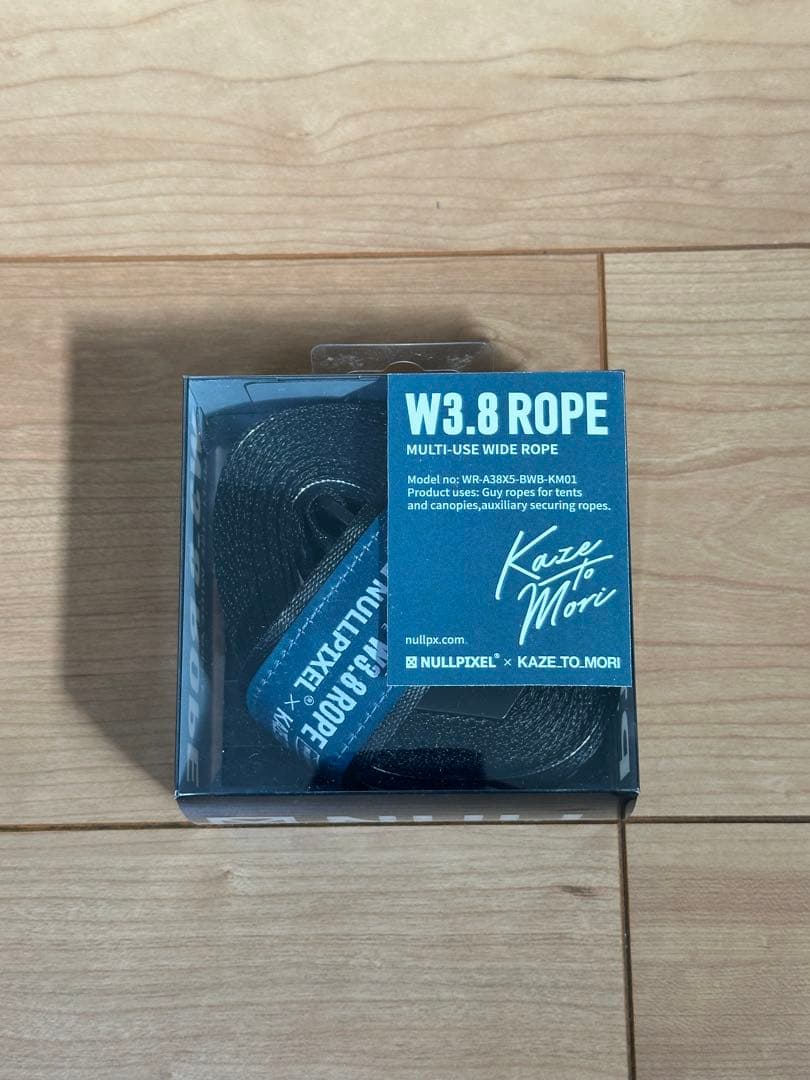 W3.8 ROPE
MULTI-USE WIDE ROPE
Model no: WR-A38X5-BWB-KM01
Product uses: Guy ropes for tents
and canopies,auxiliary securing ropes.
Kaze
to
Mori
nullpx.com
NULLPIXEL® × KAZE_TO_MORI
W3.8 ROPE
NULLPIXEL® ×